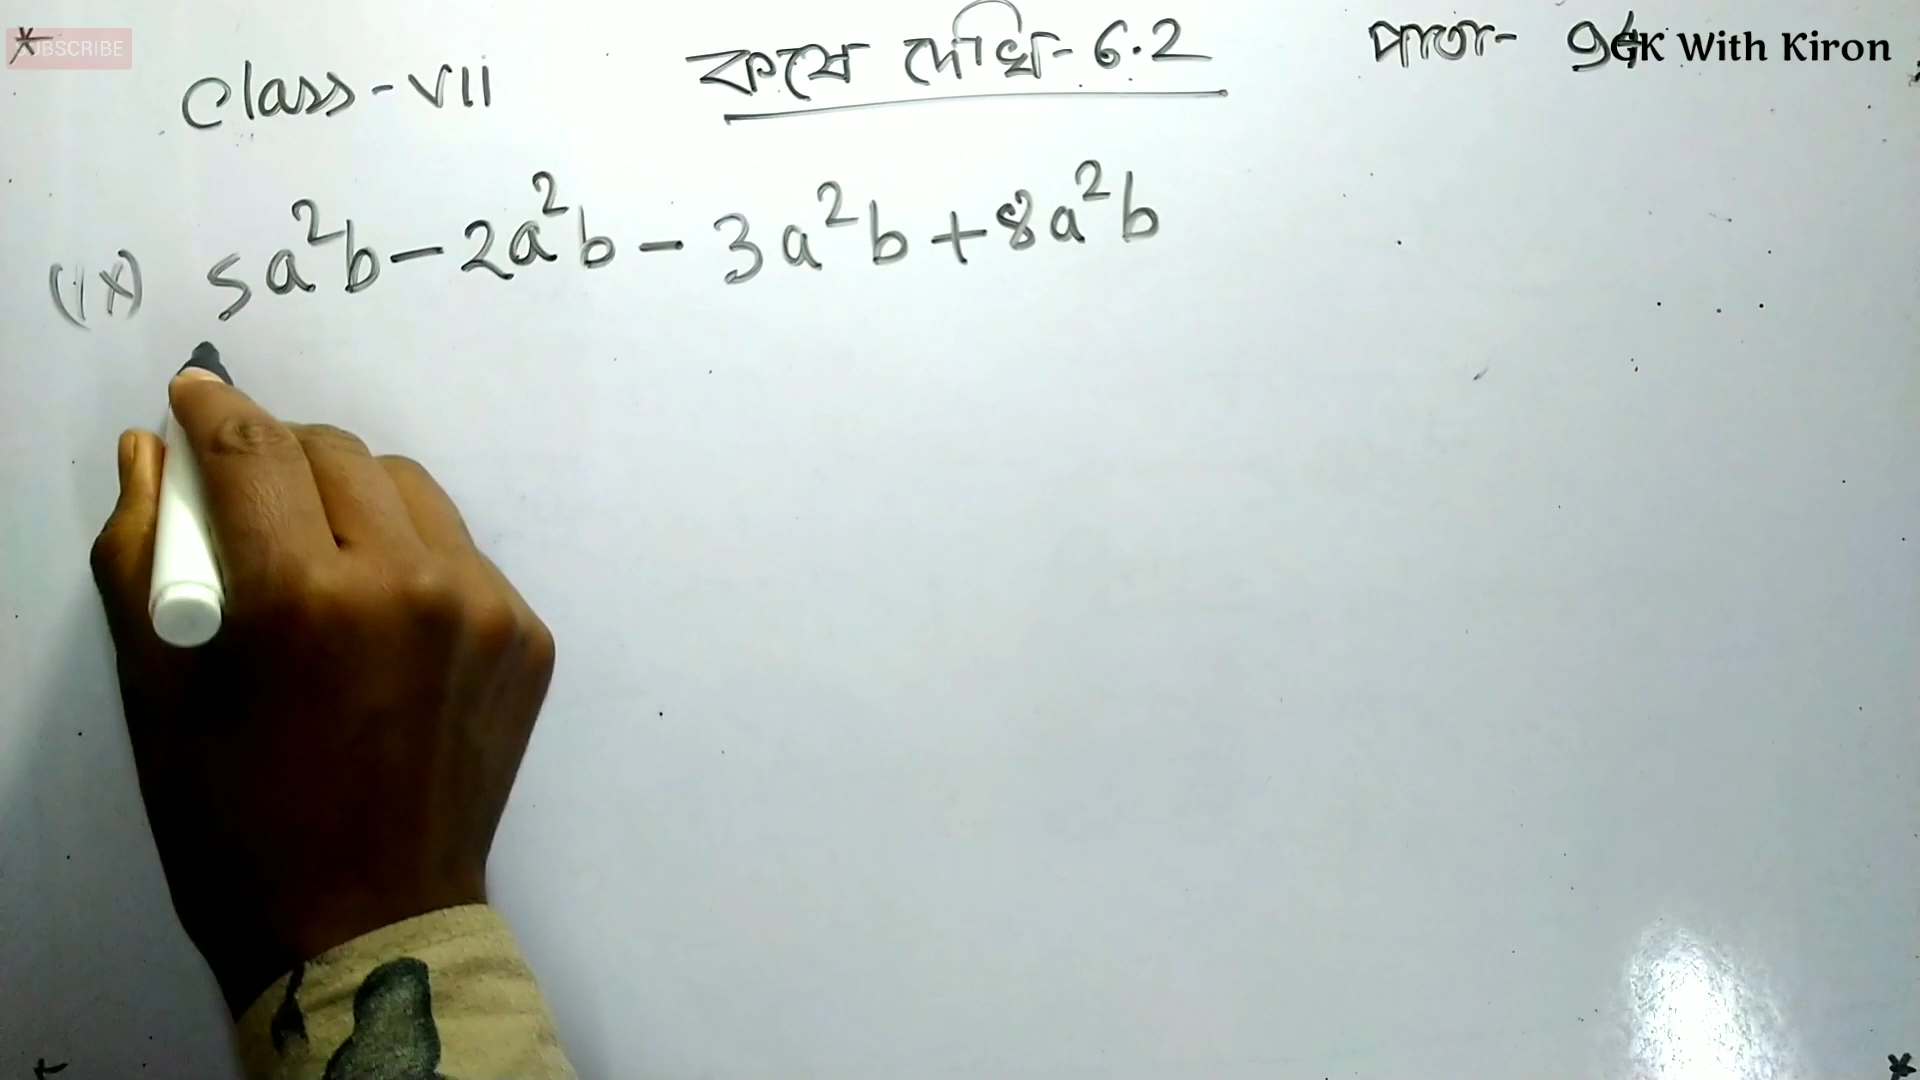 SUBSCRIBE
Class-VII কষে দেখি-6.2 পাতা- GK With Kiron
(ix) 5a²b-2a²b-3a²b+8a²b